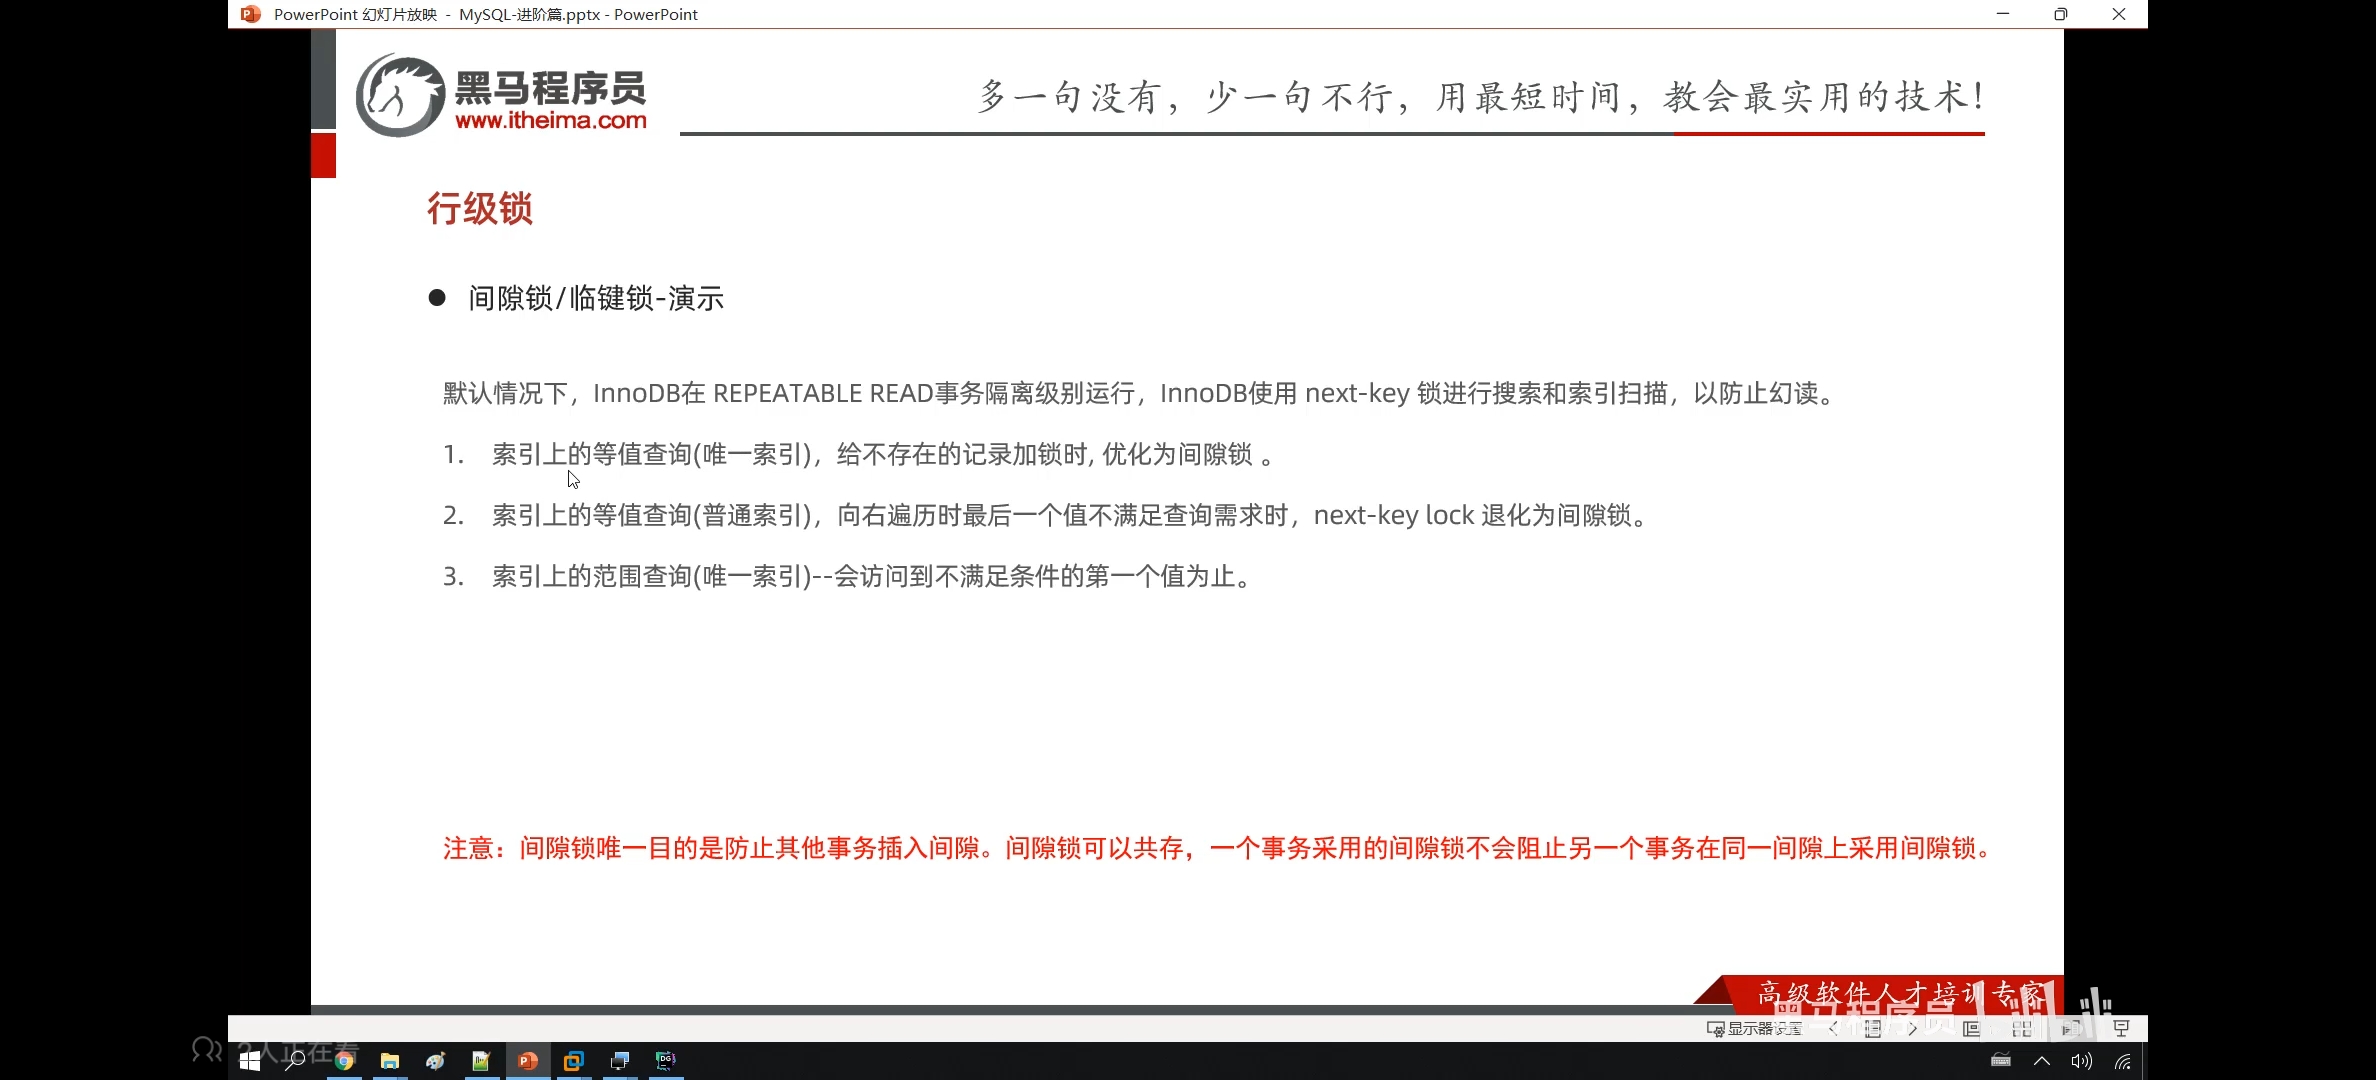 PowerPoint 幻灯片放映 - MySQL-进阶篇.pptx - PowerPoint
黑马程序员
www.itheima.com
多一句没有，少一句不行，用最短时间，教会最实用的技术！
行级锁
● 间隙锁/临键锁-演示
默认情况下，InnoDB在 REPEATABLE READ事务隔离级别运行，InnoDB使用 next-key 锁进行搜索和索引扫描，以防止幻读。
1. 索引上的等值查询(唯一索引)，给不存在的记录加锁时, 优化为间隙锁 。
2. 索引上的等值查询(普通索引)，向右遍历时最后一个值不满足查询需求时，next-key lock 退化为间隙锁。
3. 索引上的范围查询(唯一索引)--会访问到不满足条件的第一个值为止。
注意：间隙锁唯一目的是防止其他事务插入间隙。间隙锁可以共存，一个事务采用的间隙锁不会阻止另一个事务在同一间隙上采用间隙锁。
高级软件人才培训专家
黑马程序员
显示器设置
2人正在看